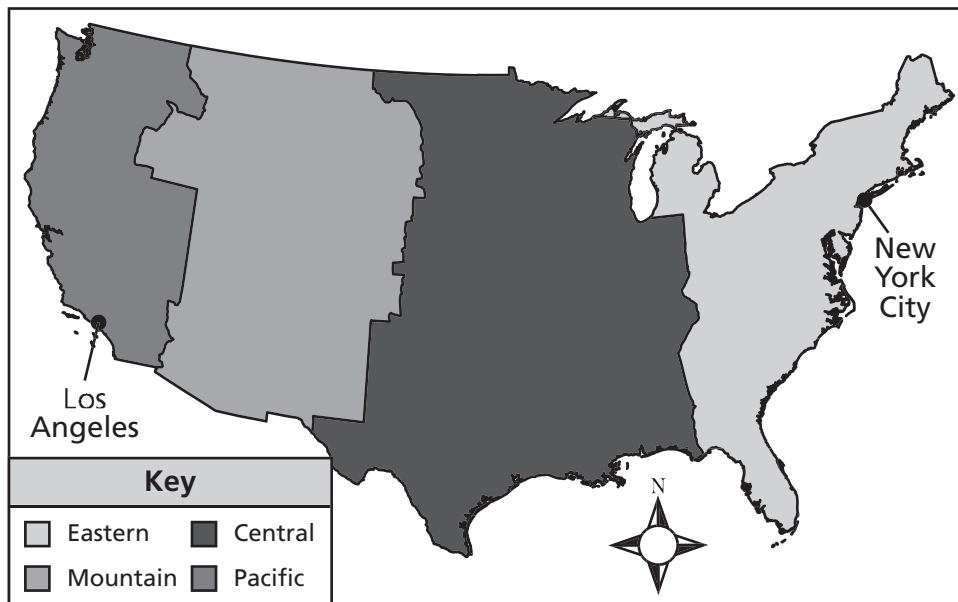 New
York
City
Los
Angeles
Key
Eastern
Central
Mountain
Pacific
N